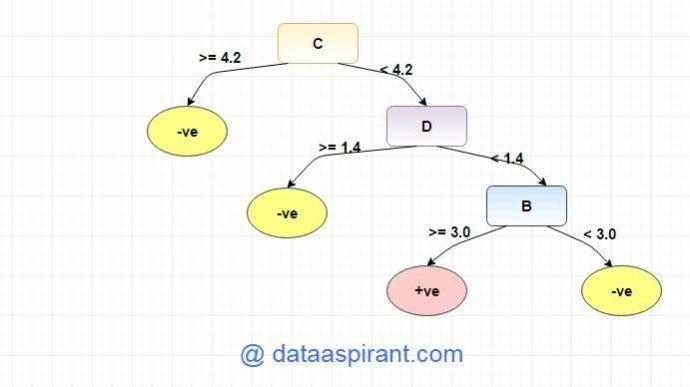 C
>= 4.2
< 4.2
-ve
D
>= 1.4
< 1.4
-ve
B
>= 3.0
< 3.0
+ve
-ve
@ dataaspirant.com